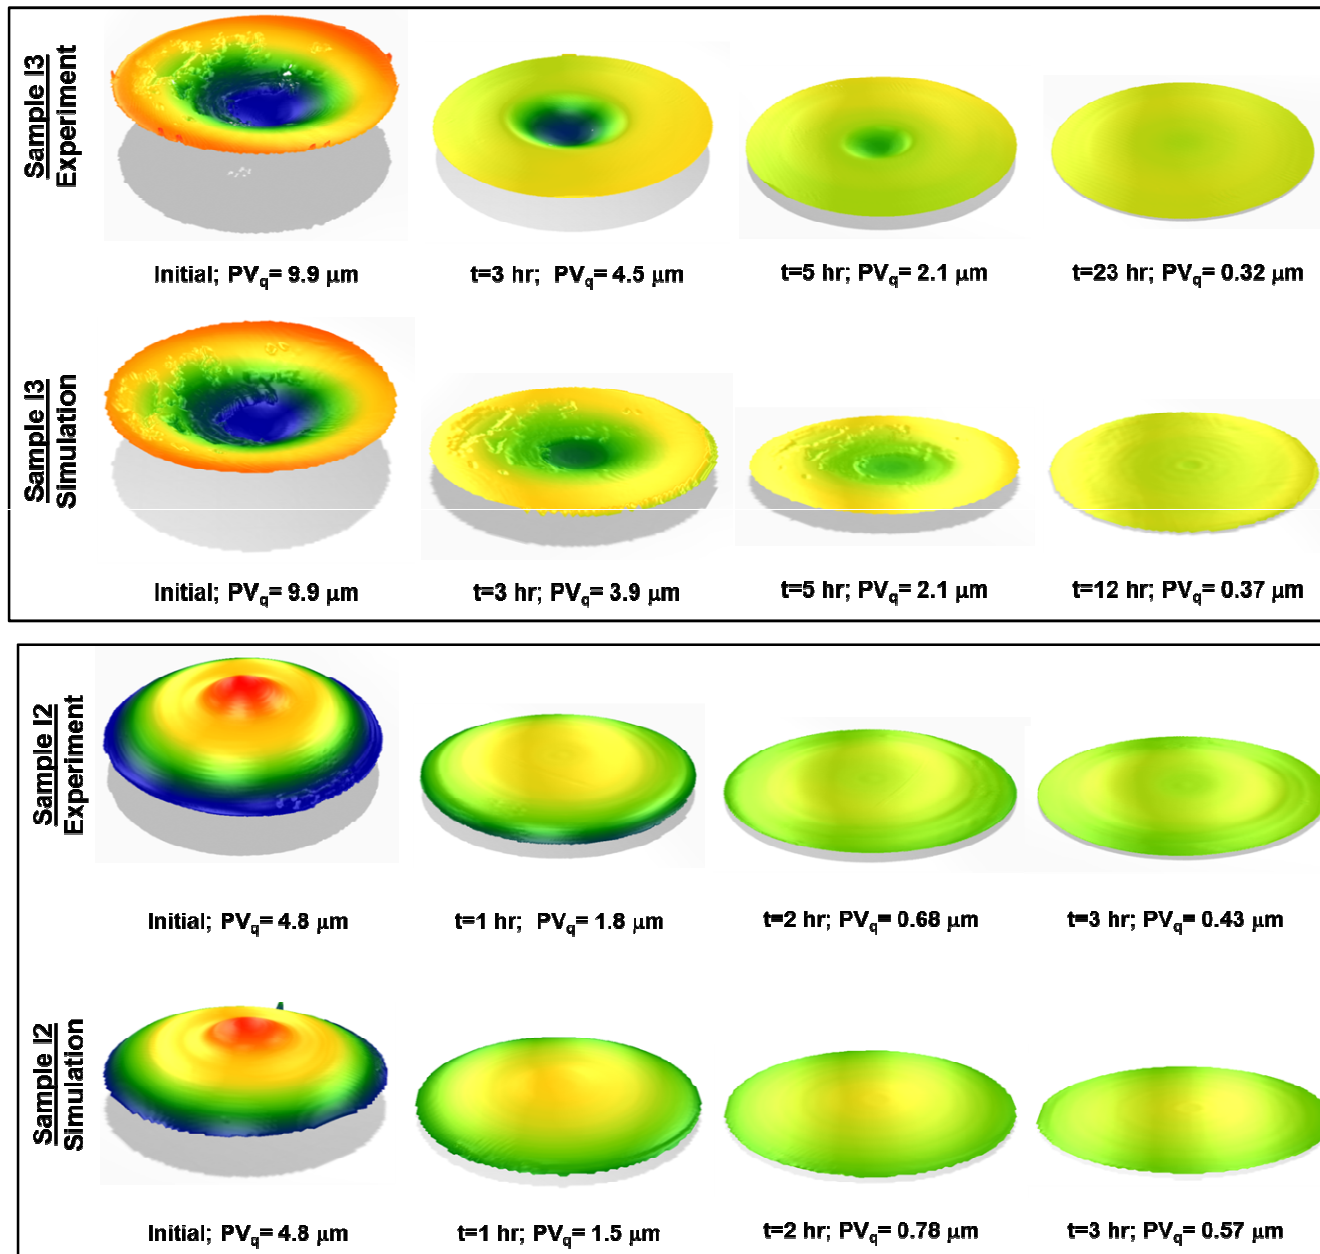 Sample I3
Experiment
Initial; PVq= 9.9 μm
t=3 hr; PVq= 4.5 μm
t=5 hr; PVq= 2.1 μm
t=23 hr; PVq= 0.32 μm
Sample I3
Simulation
Initial; PVq= 9.9 μm
t=3 hr; PVq= 3.9 μm
t=5 hr; PVq= 2.1 μm
t=12 hr; PVq= 0.37 μm
Sample I2
Experiment
Initial; PVq= 4.8 μm
t=1 hr; PVq= 1.8 μm
t=2 hr; PVq= 0.68 μm
t=3 hr; PVq= 0.43 μm
Sample I2
Simulation
Initial; PVq= 4.8 μm
t=1 hr; PVq= 1.5 μm
t=2 hr; PVq= 0.78 μm
t=3 hr; PVq= 0.57 μm